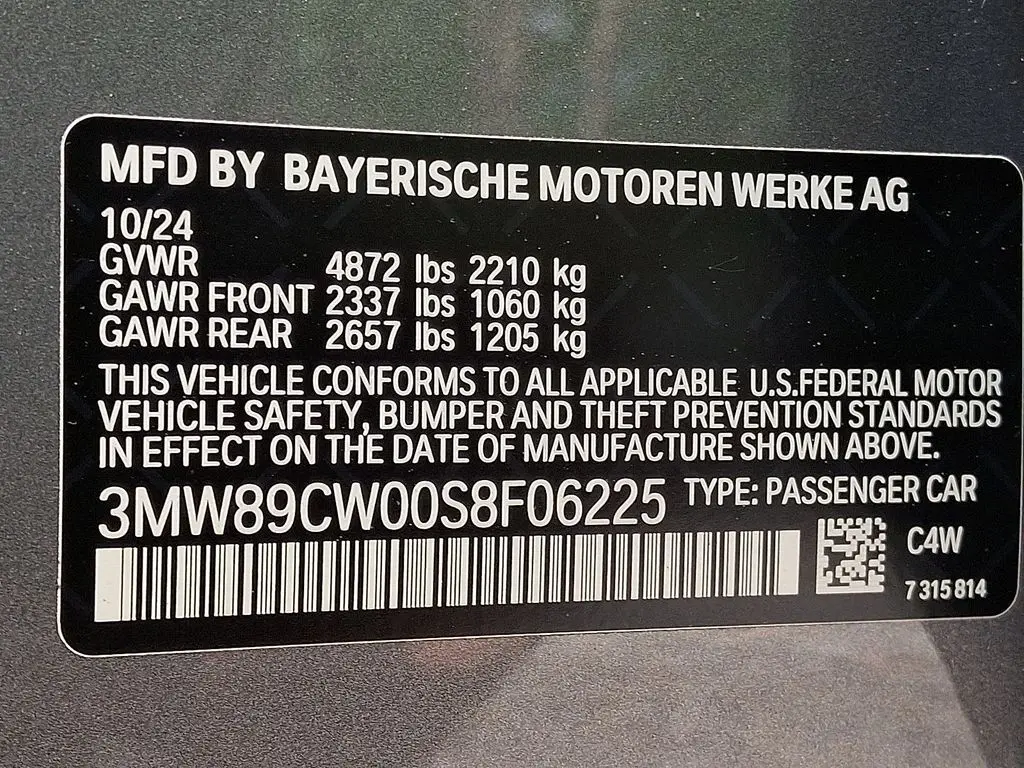 MFD BY BAYERISCHE MOTOREN WERKE AG
10/24
GVWR 4872 lbs 2210 kg
GAWR FRONT 2337 lbs 1060 kg
GAWR REAR 2657 lbs 1205 kg
THIS VEHICLE CONFORMS TO ALL APPLICABLE U.S.FEDERAL MOTOR
VEHICLE SAFETY, BUMPER AND THEFT PREVENTION STANDARDS
IN EFFECT ON THE DATE OF MANUFACTURE SHOWN ABOVE.
3MW89CW00S8F06225 TYPE: PASSENGER CAR
C4W
7 315 814